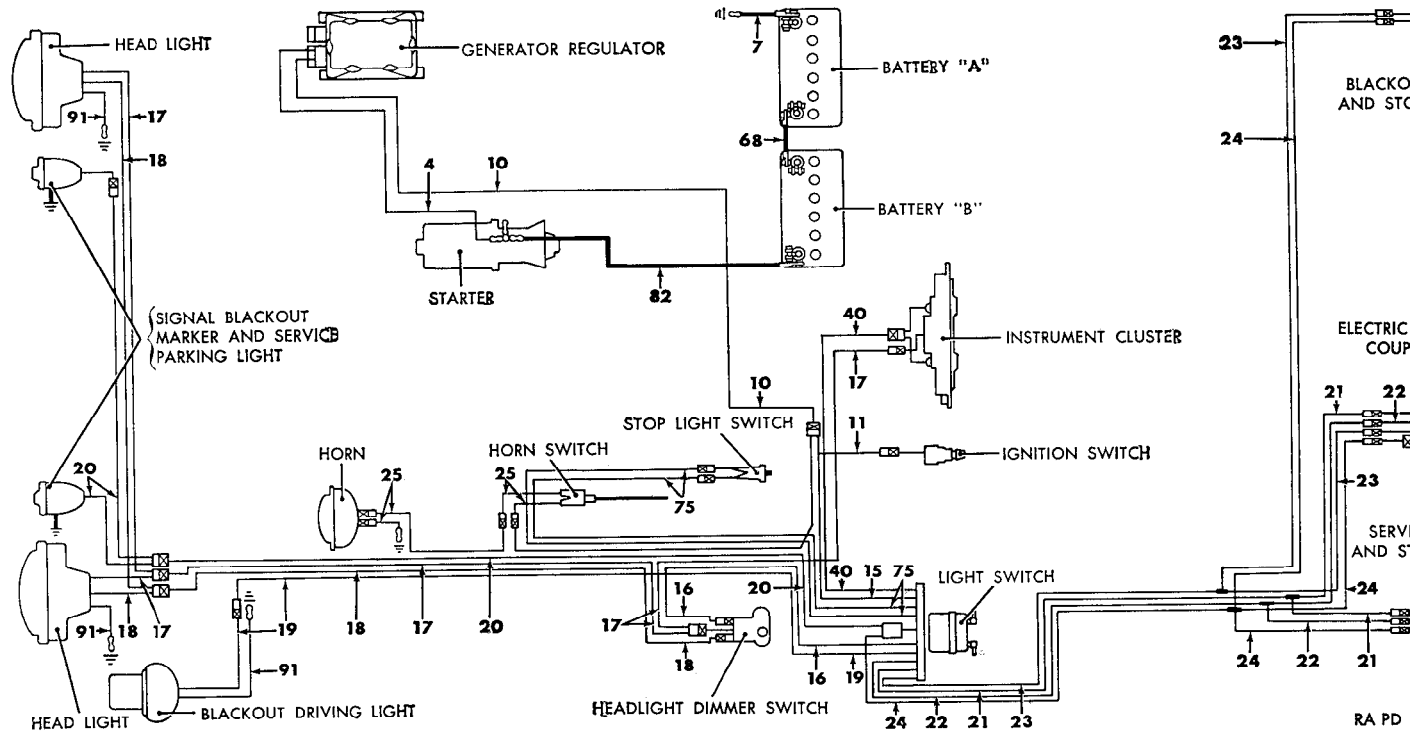 HEAD LIGHT
GENERATOR REGULATOR
7
BATTERY "A"
23
BLACKO
AND STO
91
17
18
68
24
4
10
BATTERY "B"
STARTER
82
SIGNAL BLACKOUT
MARKER AND SERVICE
PARKING LIGHT
40
INSTRUMENT CLUSTER
17
ELECTRIC
COUP
10
21
22
STOP LIGHT SWITCH
11
HORN
HORN SWITCH
IGNITION SWITCH
20
25
25
75
23
SERVI
AND ST
24
20
40
15
75
LIGHT SWITCH
16
91
18
17
19
18
17
20
17
18
16
19
24
22
21
91
HEAD LIGHT
BLACKOUT DRIVING LIGHT
HEADLIGHT DIMMER SWITCH
24
22
21
23
RA PD